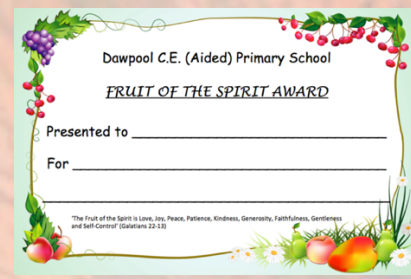 Dawpool C.E. (Aided) Primary School
FRUIT OF THE SPIRIT AWARD
Presented to
For
'The Fruit of the Spirit is Love, Joy, Peace, Patience, Kindness, Generosity, Faithfulness, Gentleness
and Self-Control' (Galatians 22-13)